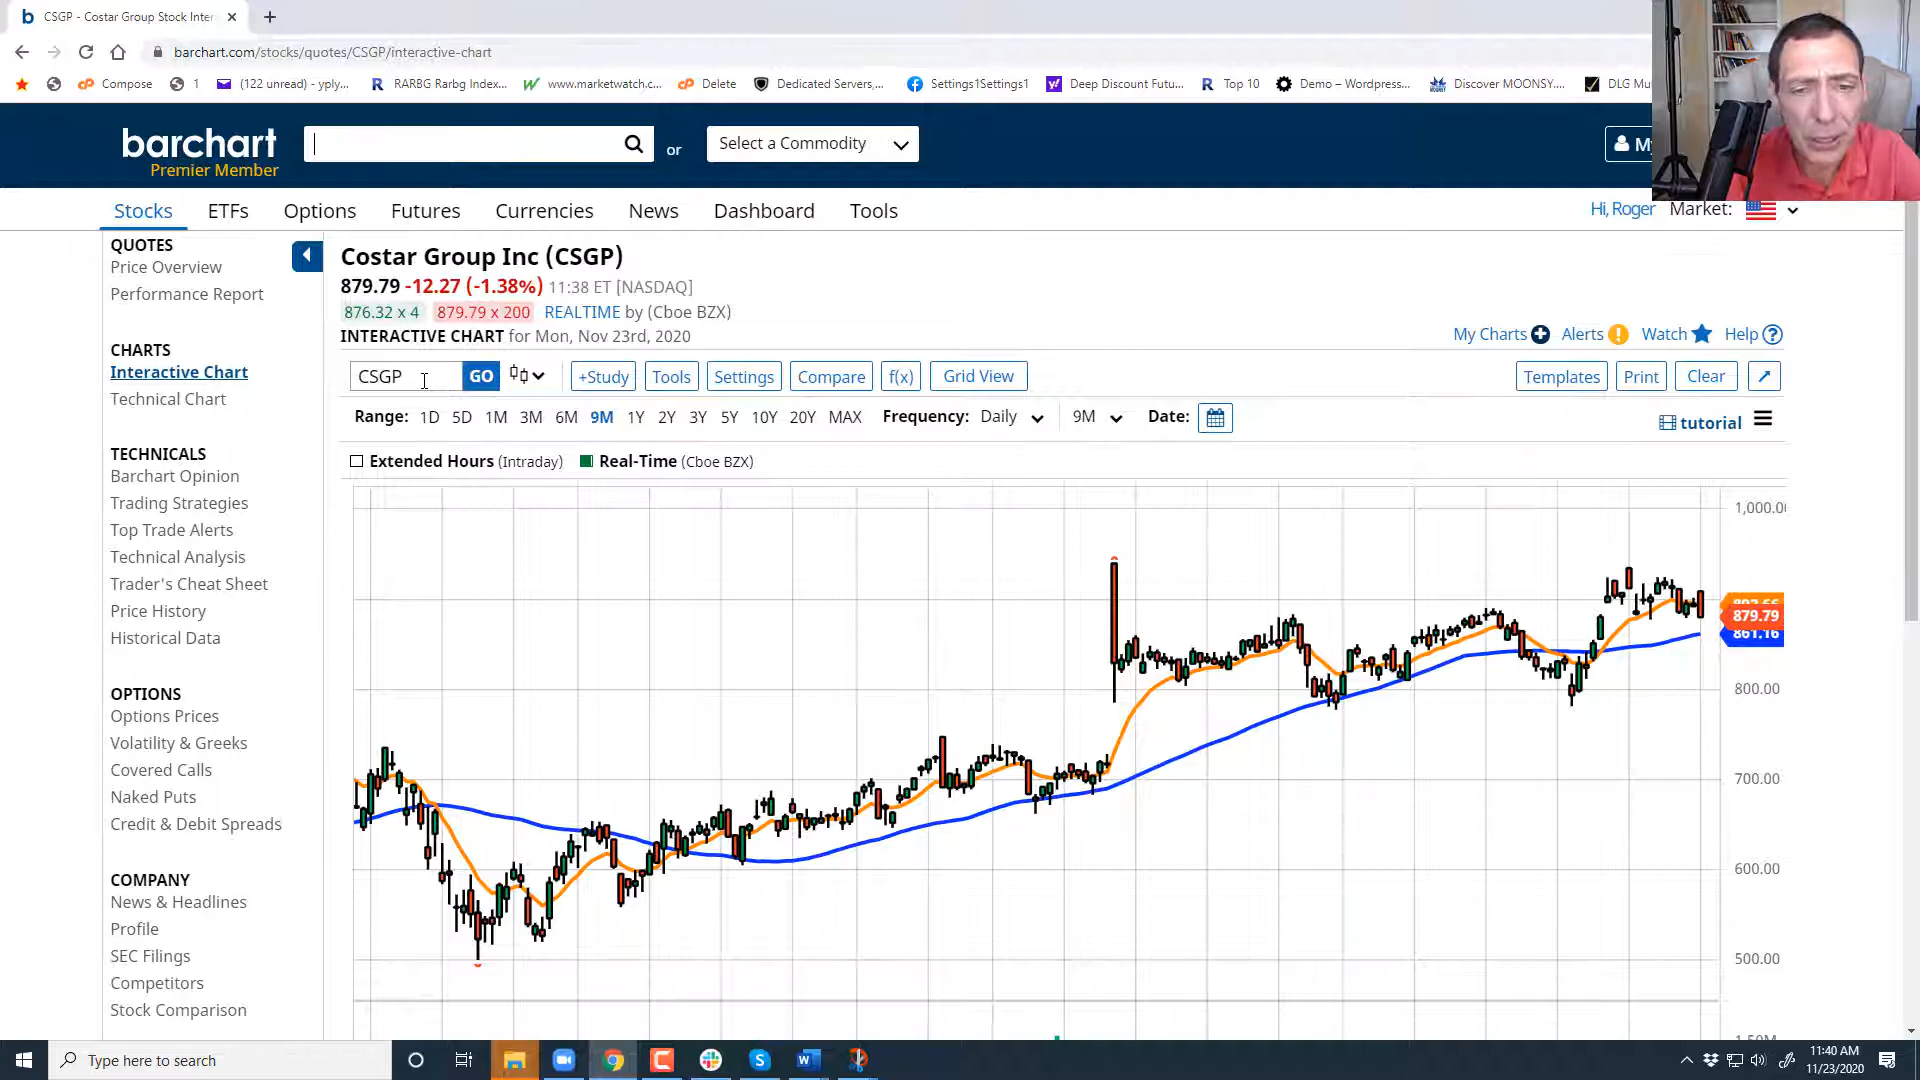 CSGP - Costar Group Stock Inter
barchart.com/stocks/quotes/CSGP/interactive-chart
Compose 1 (122 unread) - yply... RARBG Rarbg Index... www.marketwatch.c... Delete Dedicated Servers,... Settings1Settings1 Deep Discount Futu... Top 10 Demo – Wordpress... Discover MOONSY.... DLG Mu
barchart
Premier Member
or
Select a Commodity
M
Stocks ETFs Options Futures Currencies News Dashboard Tools
Hi, Roger Market:
QUOTES
Price Overview
Performance Report
CHARTS
Interactive Chart
Technical Chart
TECHNICALS
Barchart Opinion
Trading Strategies
Top Trade Alerts
Technical Analysis
Trader's Cheat Sheet
Price History
Historical Data
OPTIONS
Options Prices
Volatility & Greeks
Covered Calls
Naked Puts
Credit & Debit Spreads
COMPANY
News & Headlines
Profile
SEC Filings
Competitors
Stock Comparison
Costar Group Inc (CSGP)
879.79 -12.27 (-1.38%) 11:38 ET [NASDAQ]
876.32 x 4 879.79 x 200 REALTIME by (Cboe BZX)
INTERACTIVE CHART for Mon, Nov 23rd, 2020
My Charts Alerts Watch Help
CSGP GO +Study Tools Settings Compare f(x) Grid View Templates Print Clear
Range: 1D 5D 1M 3M 6M 9M 1Y 2Y 3Y 5Y 10Y 20Y MAX Frequency: Daily 9M Date:
tutorial
Extended Hours (Intraday) Real-Time (Cboe BZX)
1,000.0
879.79
861.16
800.00
700.00
600.00
500.00
Type here to search
11:40 AM
11/23/2020